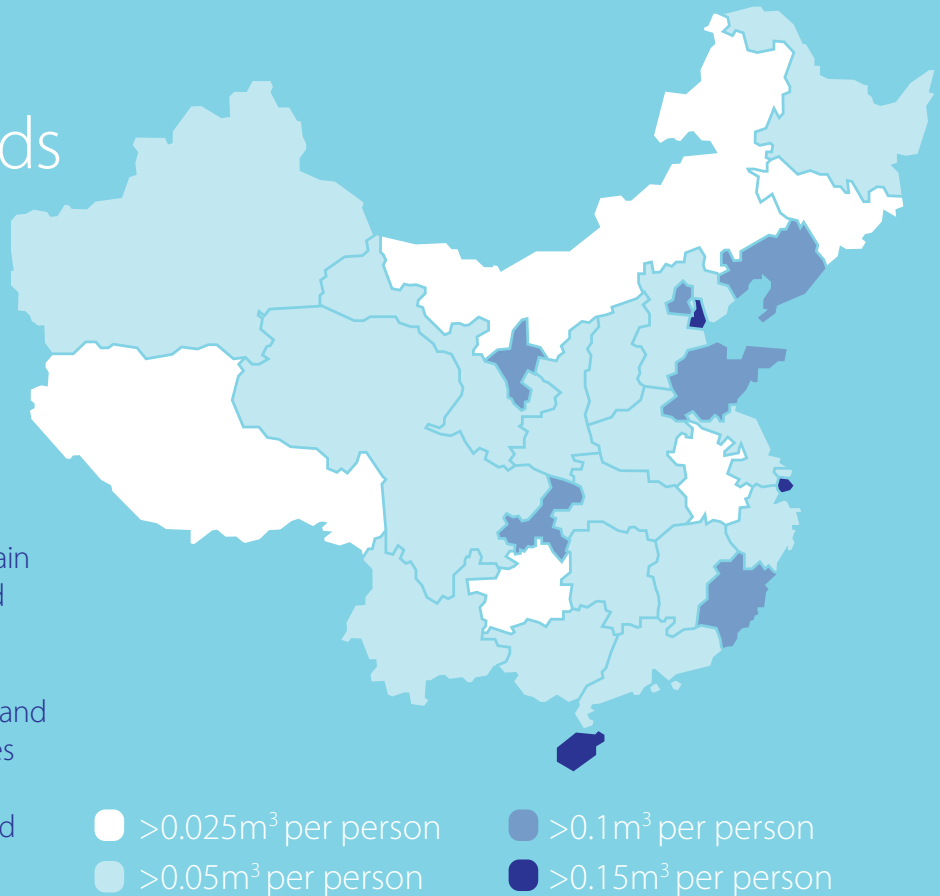 ds
ain
d
and
es
d
>0.025m³ per person
>0.05m³ per person
>0.1m³ per person
>0.15m³ per person